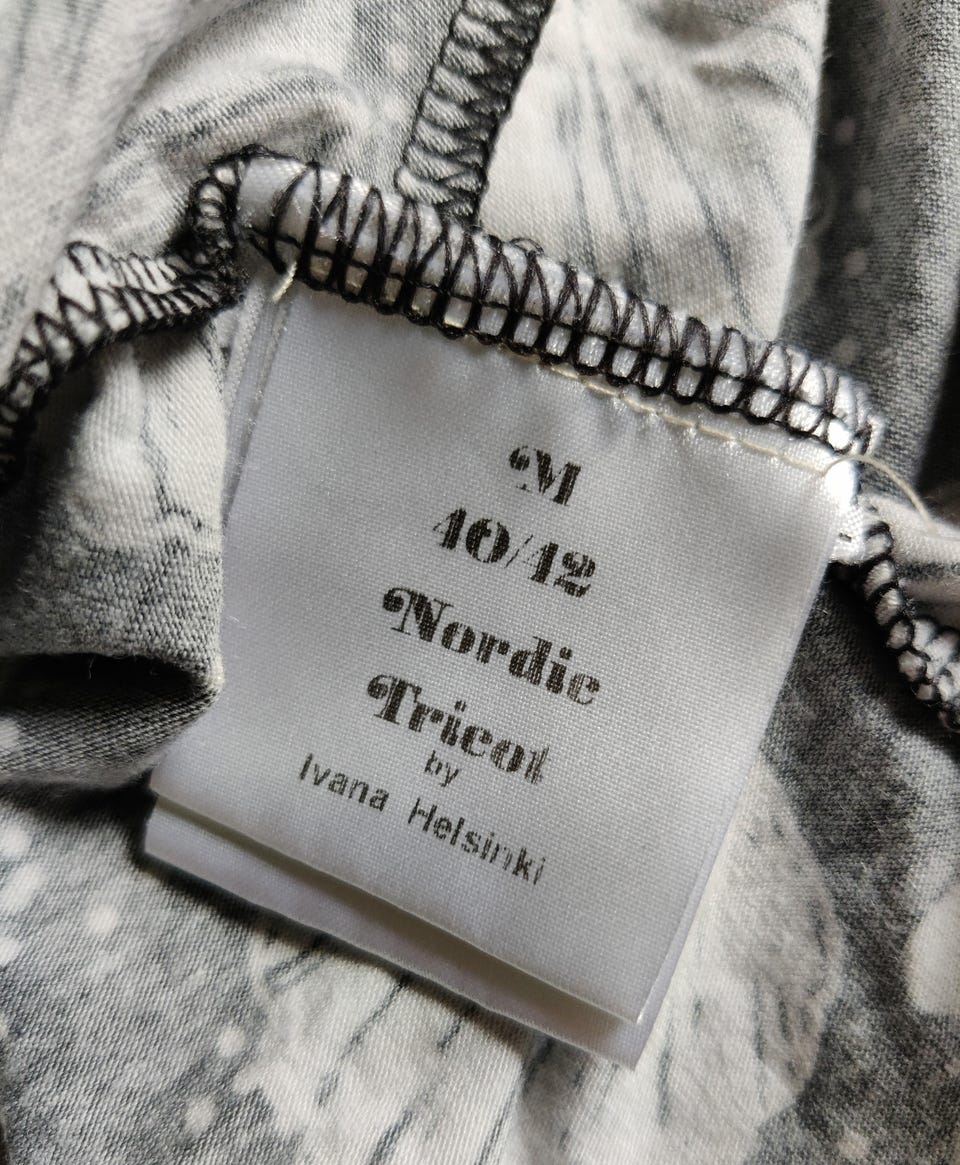 M
40/42
Nordic
Tricot
by
Ivana Helsinki